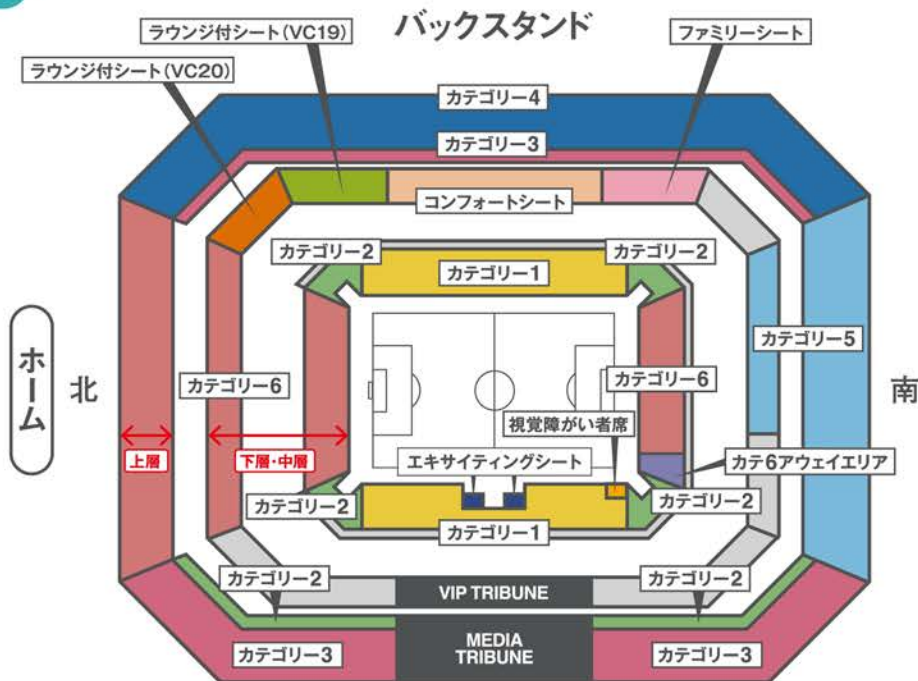 バックスタンド
ラウンジ付シート(VC19)
ファミリーシート
ラウンジ付シート(VC20)
カテゴリー4
カテゴリー3
コンフォートシート
カテゴリー2
カテゴリー2
カテゴリー1
カテゴリー5
ホーム
北
カテゴリー6
カテゴリー6
南
視覚障がい者席
上層
下層・中層
エキサイティングシート
カテ6アウェイエリア
カテゴリー2
カテゴリー2
カテゴリー1
カテゴリー2
カテゴリー2
VIP TRIBUNE
MEDIA
TRIBUNE
カテゴリー3
カテゴリー3